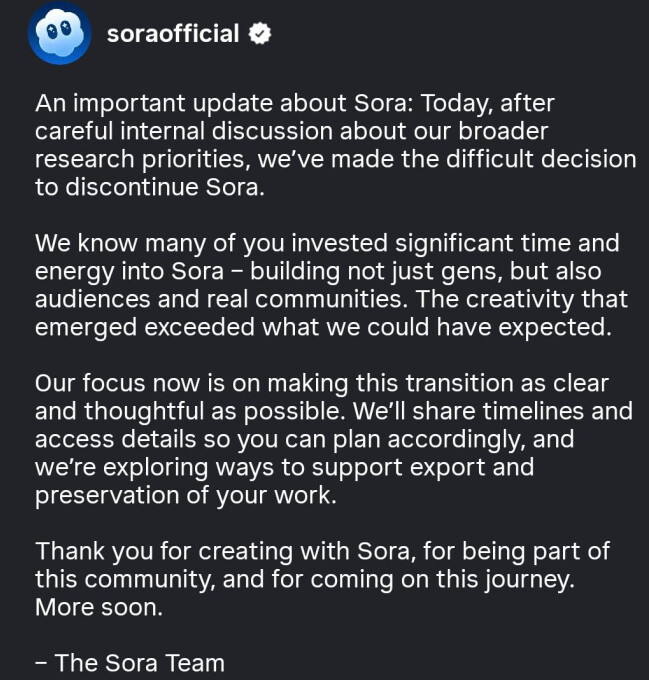 soraofficial
An important update about Sora: Today, after
careful internal discussion about our broader
research priorities, we’ve made the difficult decision
to discontinue Sora.
We know many of you invested significant time and
energy into Sora – building not just gens, but also
audiences and real communities. The creativity that
emerged exceeded what we could have expected.
Our focus now is on making this transition as clear
and thoughtful as possible. We’ll share timelines and
access details so you can plan accordingly, and
we’re exploring ways to support export and
preservation of your work.
Thank you for creating with Sora, for being part of
this community, and for coming on this journey.
More soon.
– The Sora Team